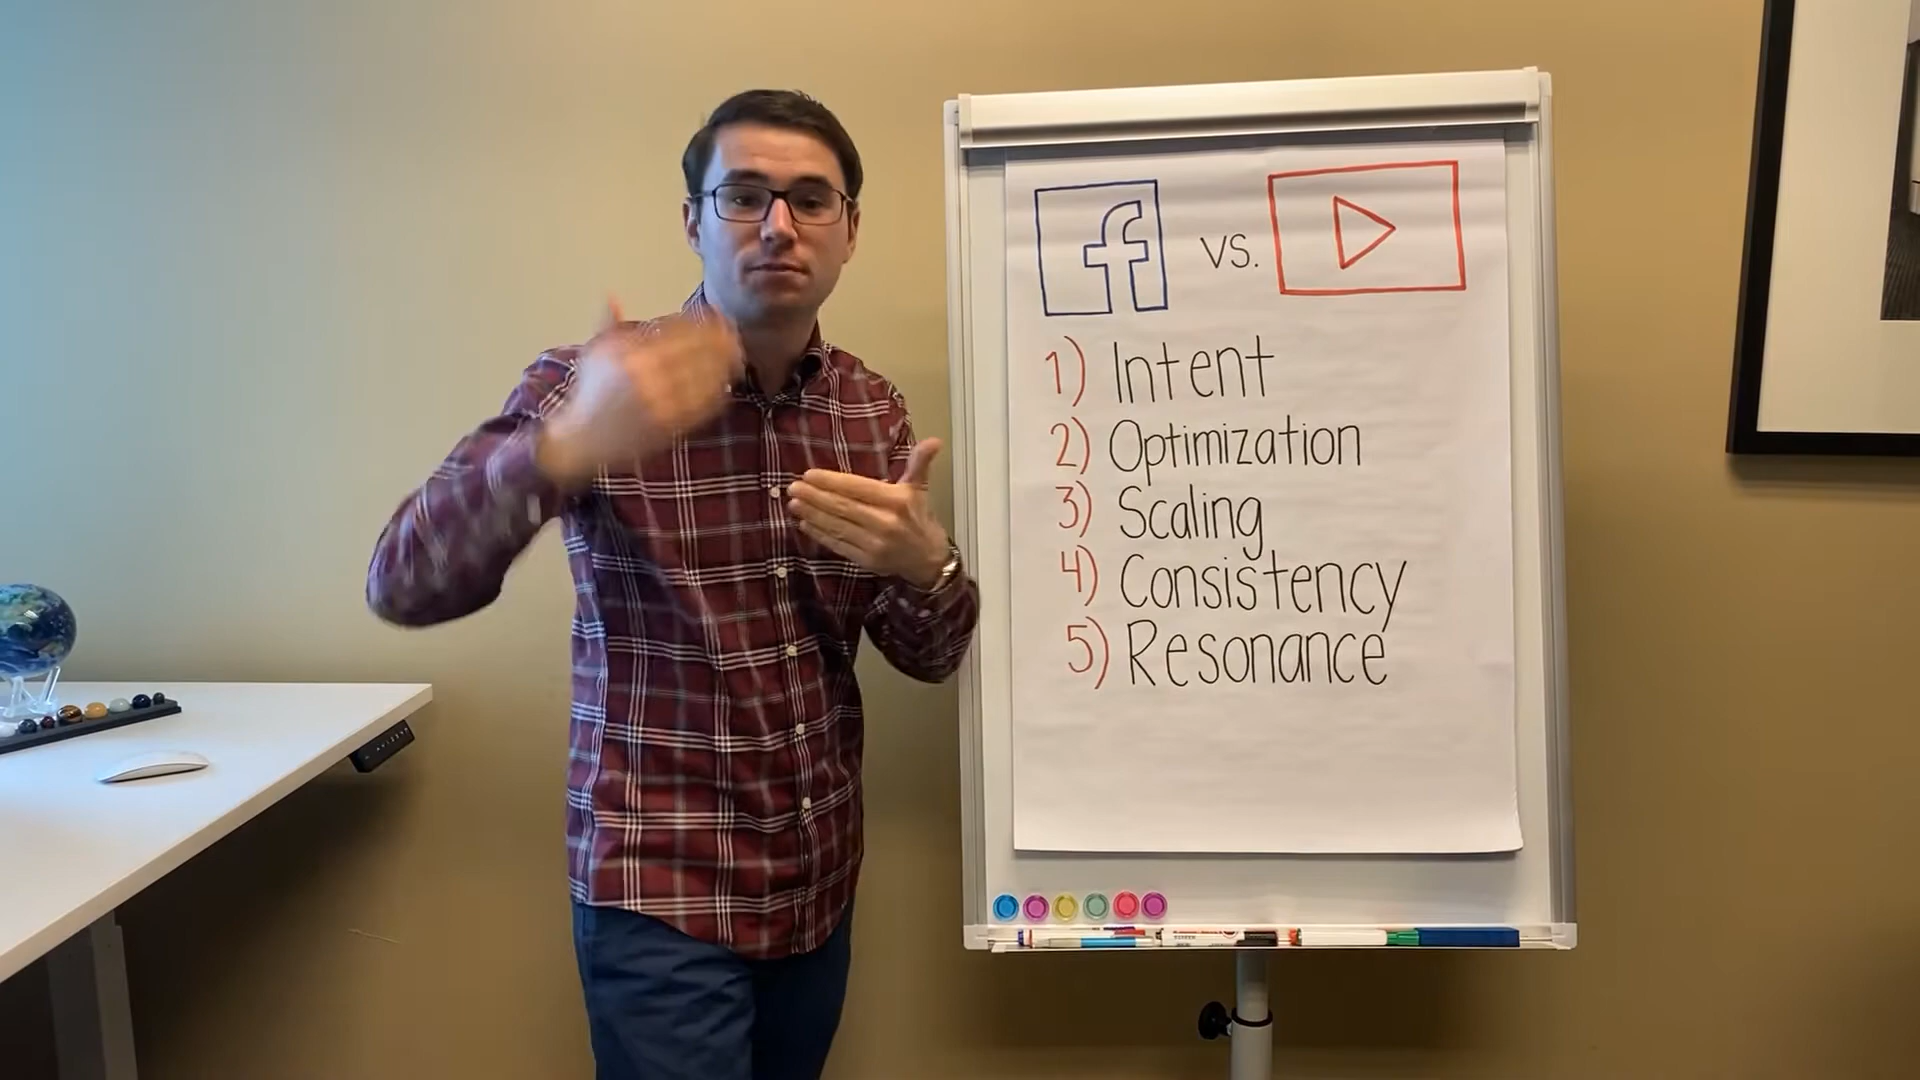 f vs.
1) Intent
2) Optimization
3) Scaling
4) Consistency
5) Resonance